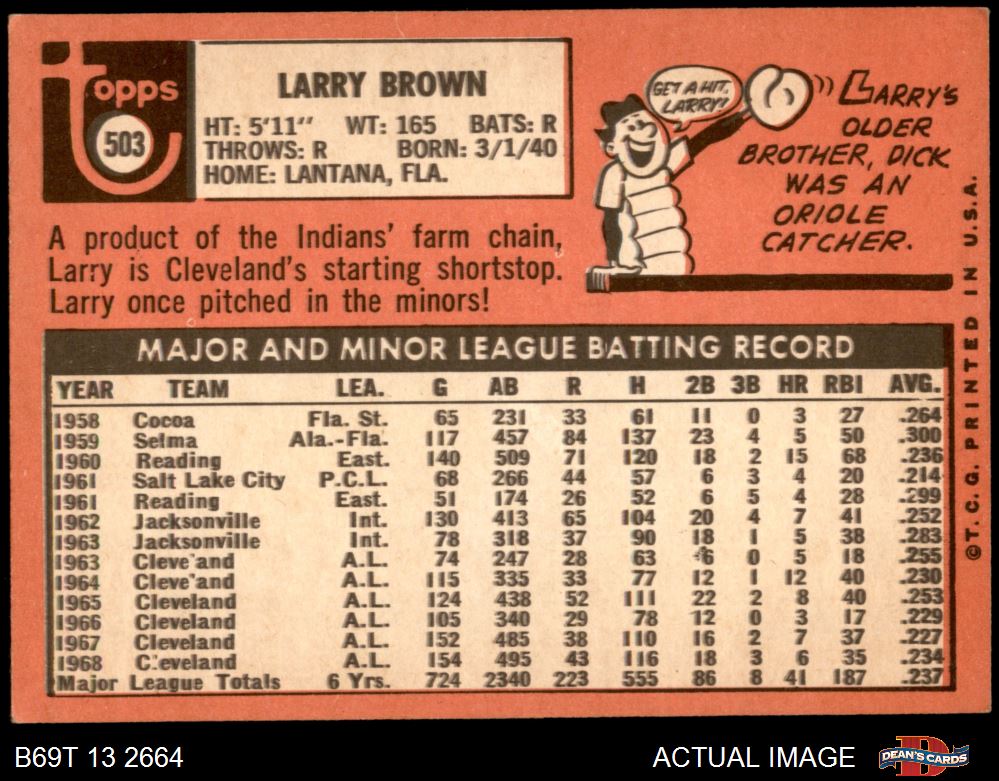 topps
503
LARRY BROWN
HT: 5'11" WT: 165 BATS: R
THROWS: R BORN: 3/1/40
HOME: LANTANA, FLA.
GET A HIT, LARRY!
LARRY'S
OLDER
BROTHER, DICK
WAS AN
ORIOLE
CATCHER.
A product of the Indians' farm chain,
Larry is Cleveland's starting shortstop.
Larry once pitched in the minors!
MAJOR AND MINOR LEAGUE BATTING RECORD
YEAR TEAM LEA. G AB R H 2B 3B HR RBI AVG.
1958 Cocoa Fla. St. 65 231 33 61 11 0 3 27 .264
1959 Selma Ala.-Fla. 117 457 84 137 23 4 5 50 .300
1960 Reading East. 140 509 71 120 18 2 15 68 .236
1961 Salt Lake City P.C.L. 68 266 44 57 6 3 4 20 .214
1961 Reading East. 51 174 26 52 6 5 4 28 .299
1962 Jacksonville Int. 130 413 65 104 20 4 7 41 .252
1963 Jacksonville Int. 78 318 37 90 18 1 5 38 .283
1963 Cleveland A.L. 74 247 28 63 6 0 5 18 .255
1964 Cleveland A.L. 115 335 33 77 12 1 12 40 .230
1965 Cleveland A.L. 124 438 52 111 22 2 8 40 .253
1966 Cleveland A.L. 105 340 29 78 12 0 3 17 .229
1967 Cleveland A.L. 152 485 38 110 16 2 7 37 .227
1968 Cleveland A.L. 154 495 43 116 18 3 6 35 .234
Major League Totals 6 Yrs. 724 2340 223 555 86 8 41 187 .237
©T. C. G. PRINTED IN U.S.A.
B69T 13 2664
ACTUAL IMAGE
DEAN'S CARDS